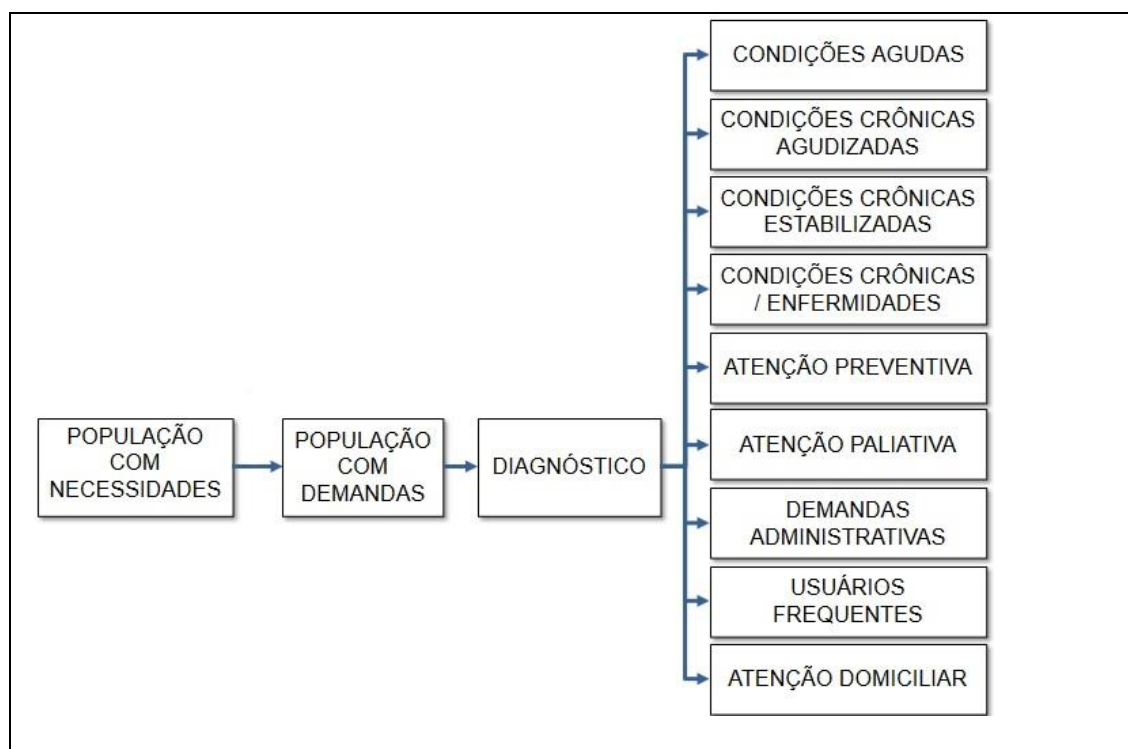 CONDIÇÕES AGUDAS
CONDIÇÕES CRÔNICAS
AGUDIZADAS
CONDIÇÕES CRÔNICAS
ESTABILIZADAS
CONDIÇÕES CRÔNICAS
/ ENFERMIDADES
ATENÇÃO PREVENTIVA
POPULAÇÃO
COM
NECESSIDADES
POPULAÇÃO
COM
DEMANDAS
DIAGNÓSTICO
ATENÇÃO PALIATIVA
DEMANDAS
ADMINISTRATIVAS
USUÁRIOS
FREQUENTES
ATENÇÃO DOMICILIAR